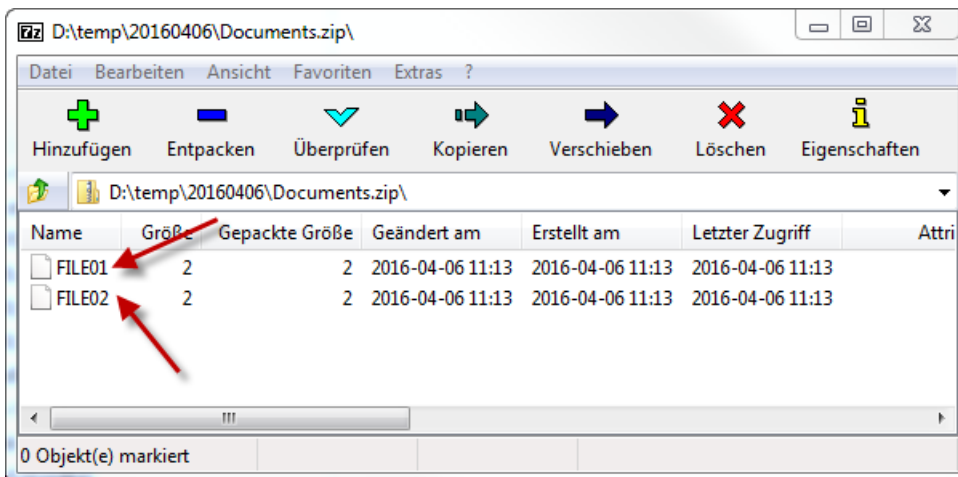 7z D:\temp\20160406\Documents.zip\
Datei Bearbeiten Ansicht Favoriten Extras ?
Hinzufügen Entpacken Überprüfen Kopieren Verschieben Löschen Eigenschaften
D:\temp\20160406\Documents.zip\
Name Größe Gepackte Größe Geändert am Erstellt am Letzter Zugriff Attri
FILE01 2 2 2016-04-06 11:13 2016-04-06 11:13 2016-04-06 11:13
FILE02 2 2 2016-04-06 11:13 2016-04-06 11:13 2016-04-06 11:13
0 Objekt(e) markiert